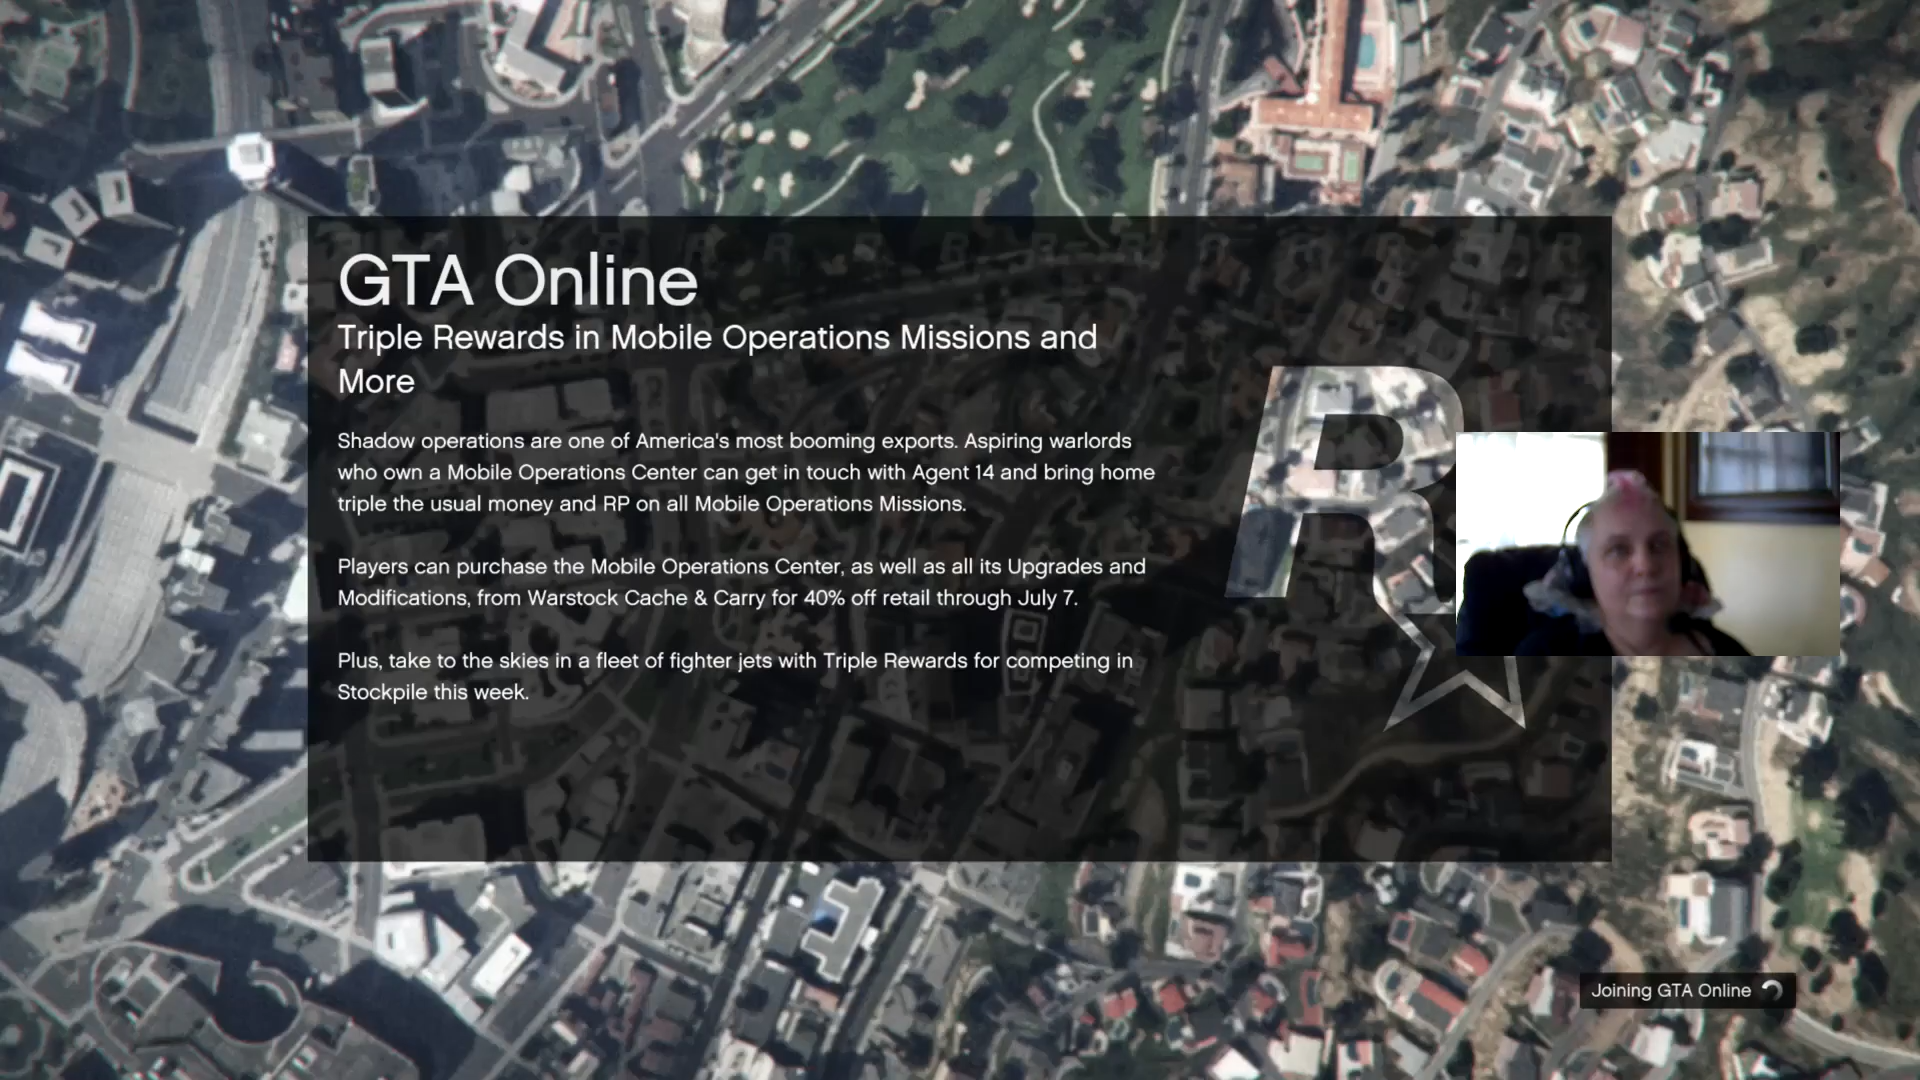 GTA Online
Triple Rewards in Mobile Operations Missions and
More
Shadow operations are one of America's most booming exports. Aspiring warlords
who own a Mobile Operations Center can get in touch with Agent 14 and bring home
triple the usual money and RP on all Mobile Operations Missions.
Players can purchase the Mobile Operations Center, as well as all its Upgrades and
Modifications, from Warstock Cache & Carry for 40% off retail through July 7.
Plus, take to the skies in a fleet of fighter jets with Triple Rewards for competing in
Stockpile this week.
R
Joining GTA Online